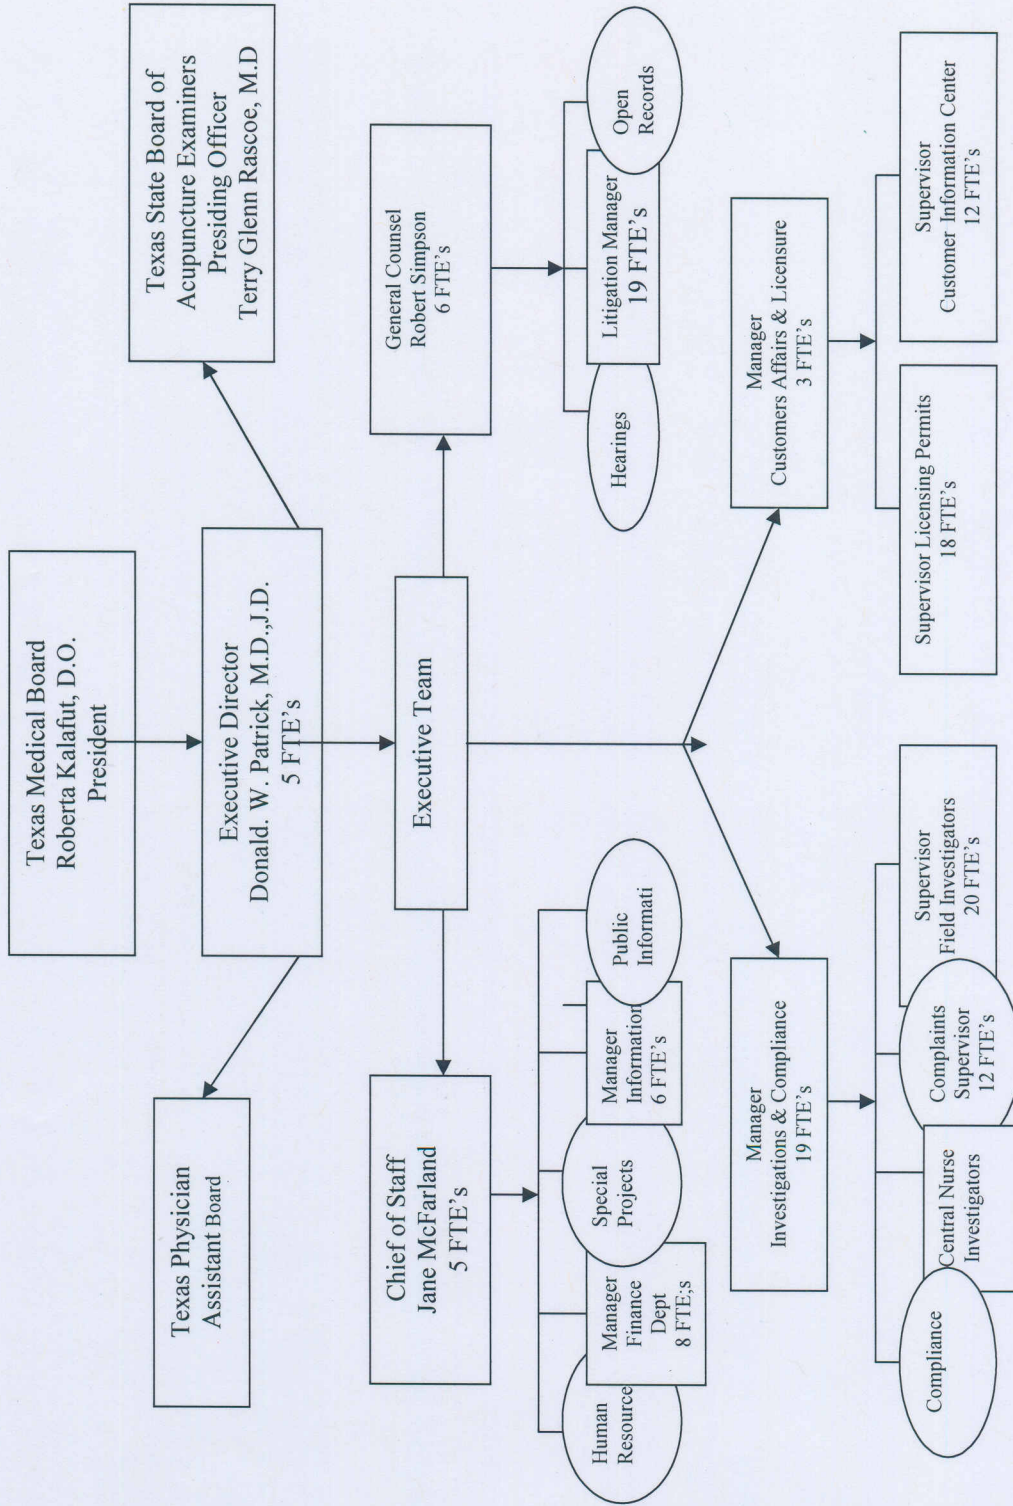 Texas Medical Board
Roberta Kalafut, D.O.
President
Texas Physician
Assistant Board
Executive Director
Donald. W. Patrick, M.D.,J.D.
5 FTE's
Texas State Board of
Acupuncture Examiners
Presiding Officer
Terry Glenn Rascoe, M.D
Executive Team
Chief of Staff
Jane McFarland
5 FTE's
General Counsel
Robert Simpson
6 FTE's
Human
Resource
Manager
Finance
Dept
8 FTE;s
Special
Projects
Manager
Information
6 FTE's
Public
Informati
Hearings
Litigation Manager
19 FTE's
Open
Records
Manager
Investigations & Compliance
19 FTE's
Manager
Customers Affairs & Licensure
3 FTE's
Compliance
Central Nurse
Investigators
Complaints
Supervisor
12 FTE's
Supervisor
Field Investigators
20 FTE's
Supervisor Licensing Permits
18 FTE's
Supervisor
Customer Information Center
12 FTE's